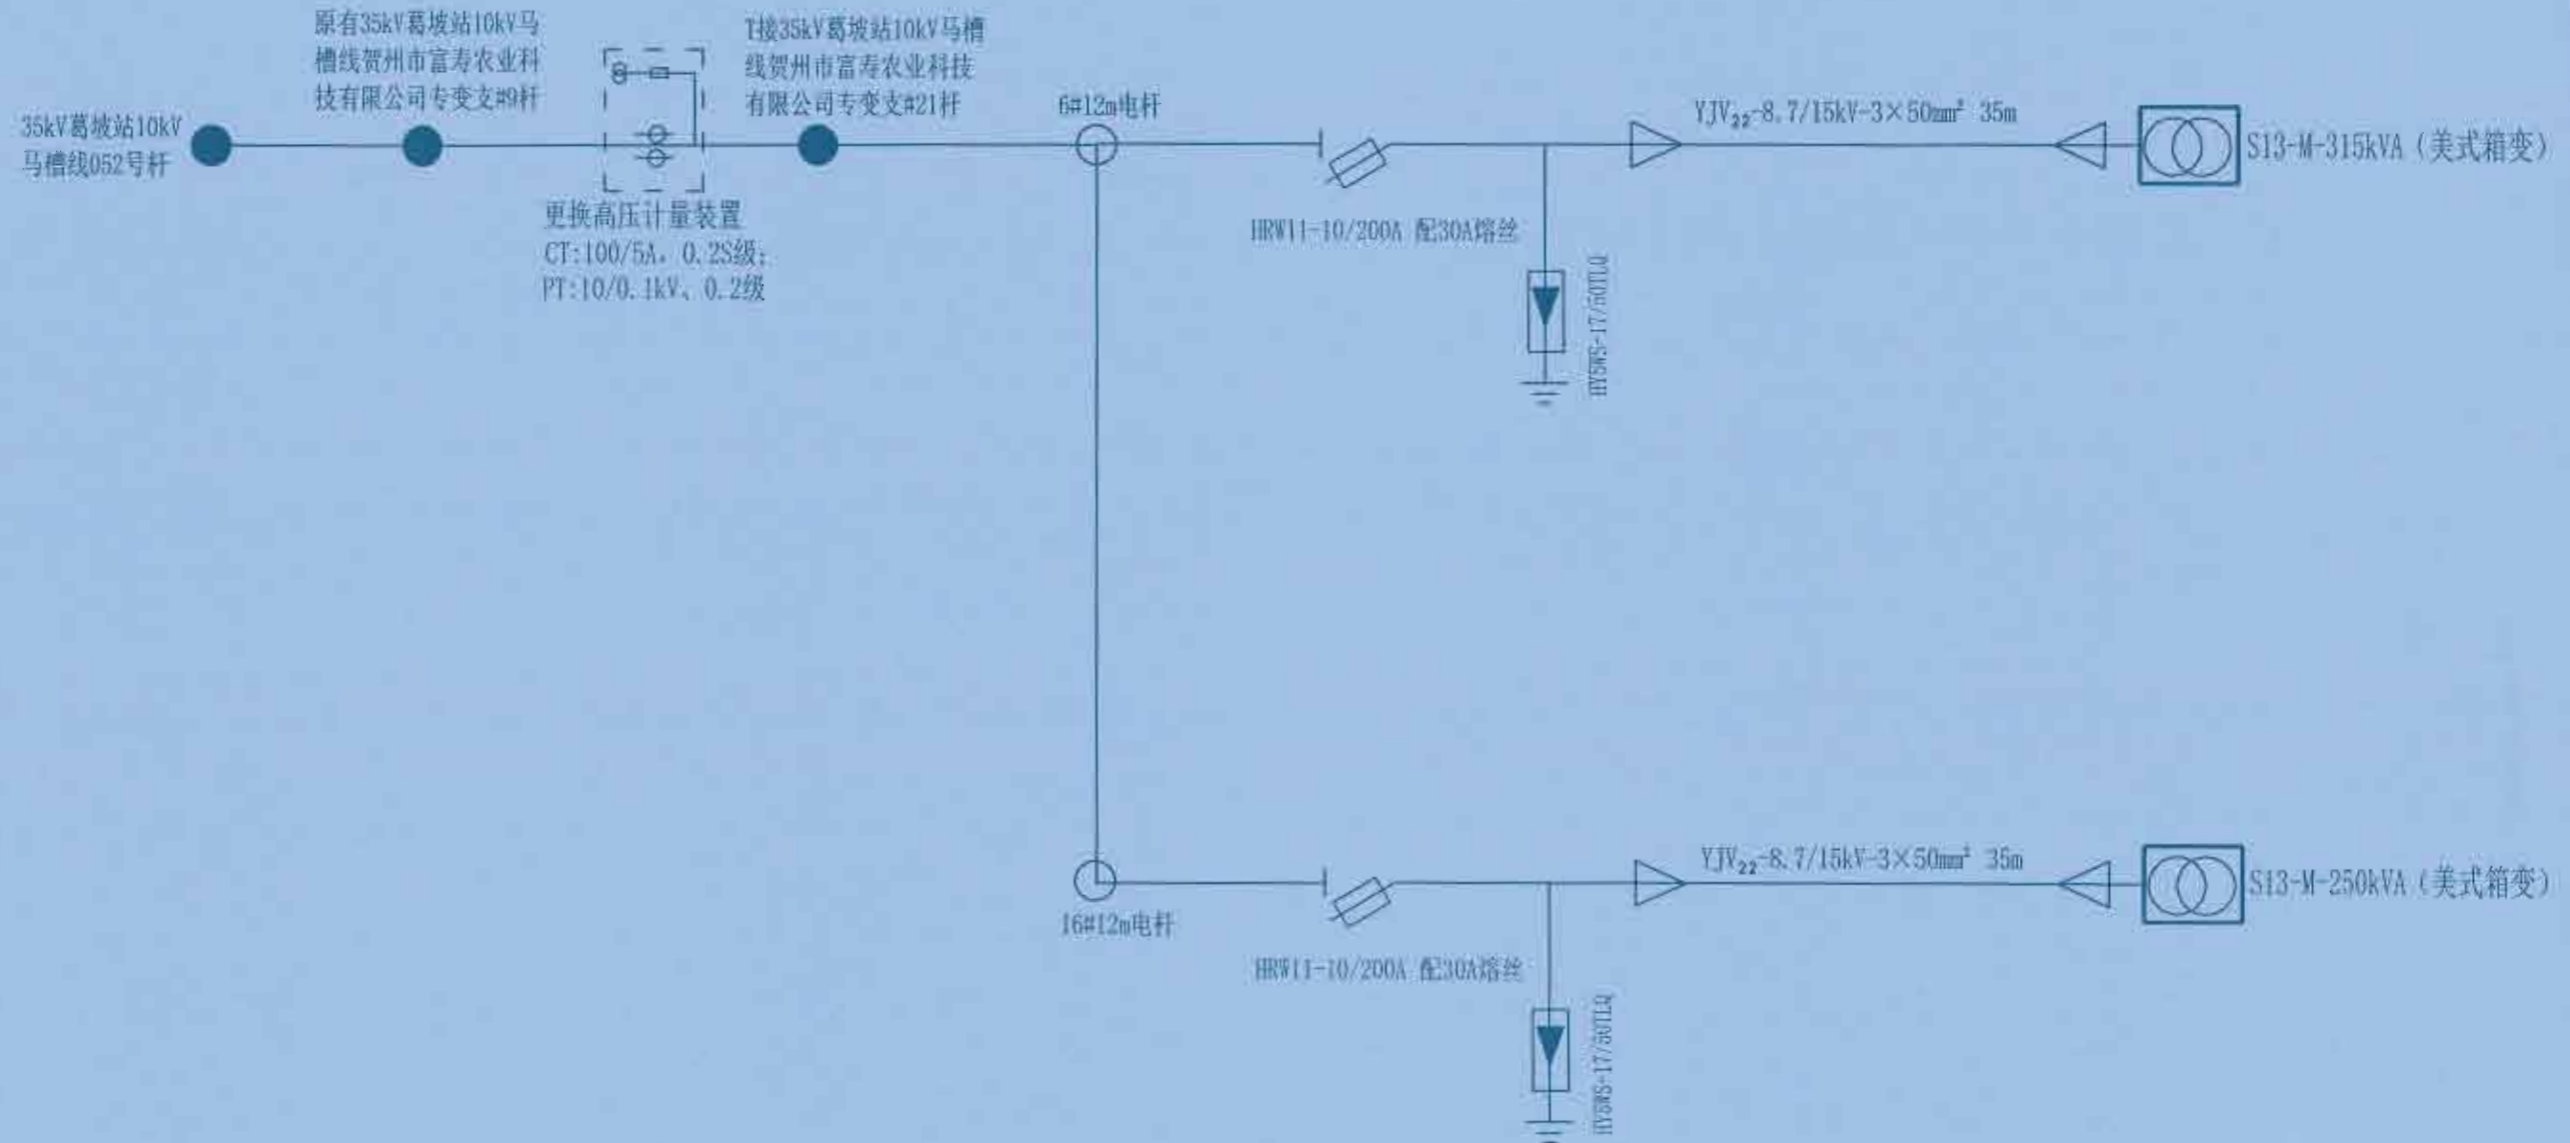 原有35kV葛坡站10kV马
槽线贺州市富寿农业科
技有限公司专变支#9杆
T接35kV葛坡站10kV马槽
线贺州市富寿农业科技
有限公司专变支#21杆
35kV葛坡站10kV
马槽线052号杆
更换高压计量装置
CT:100/5A、0.2S级;
PT:10/0.1kV、0.2级
6#12m电杆
HRW11-10/200A 配30A熔丝
HY5WS-17/50TLQ
YJV22-8.7/15kV-3×50mm² 35m
S13-M-315kVA（美式箱变）
16#12m电杆
HRW11-10/200A 配30A熔丝
HY5WS-17/50TLQ
YJV22-8.7/15kV-3×50mm² 35m
S13-M-250kVA（美式箱变）